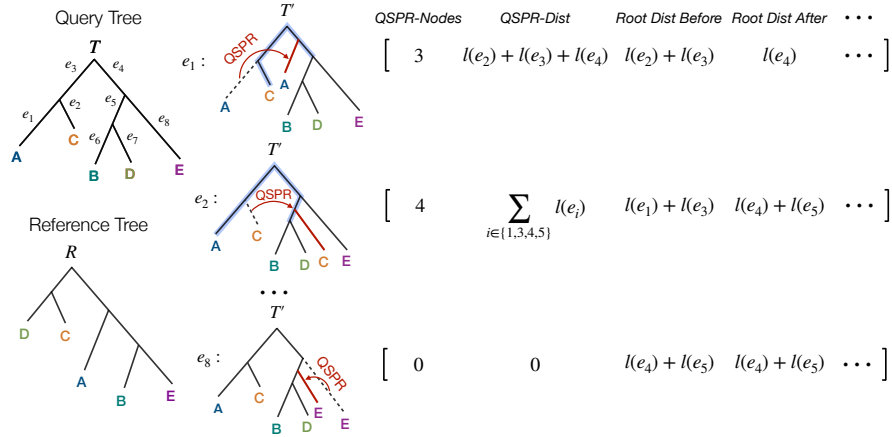 Query Tree
T
e3 e4
e1 e2 e5 e8
e6 e7
A C B D E
Reference Tree
R
D C A B E
e1 :
T′
QSPR
A C A B D E
e2 :
T′
QSPR
A C B D C E
• • •
e8 :
T′
QSPR
A C B D E E
QSPR-Nodes QSPR-Dist Root Dist Before Root Dist After • • •
[ 3 l(e2) + l(e3) + l(e4) l(e2) + l(e3) l(e4) • • • ]
[ 4 ∑ i∈{1,3,4,5} l(ei) l(e1) + l(e3) l(e4) + l(e5) • • • ]
[ 0 0 l(e4) + l(e5) l(e4) + l(e5) • • • ]